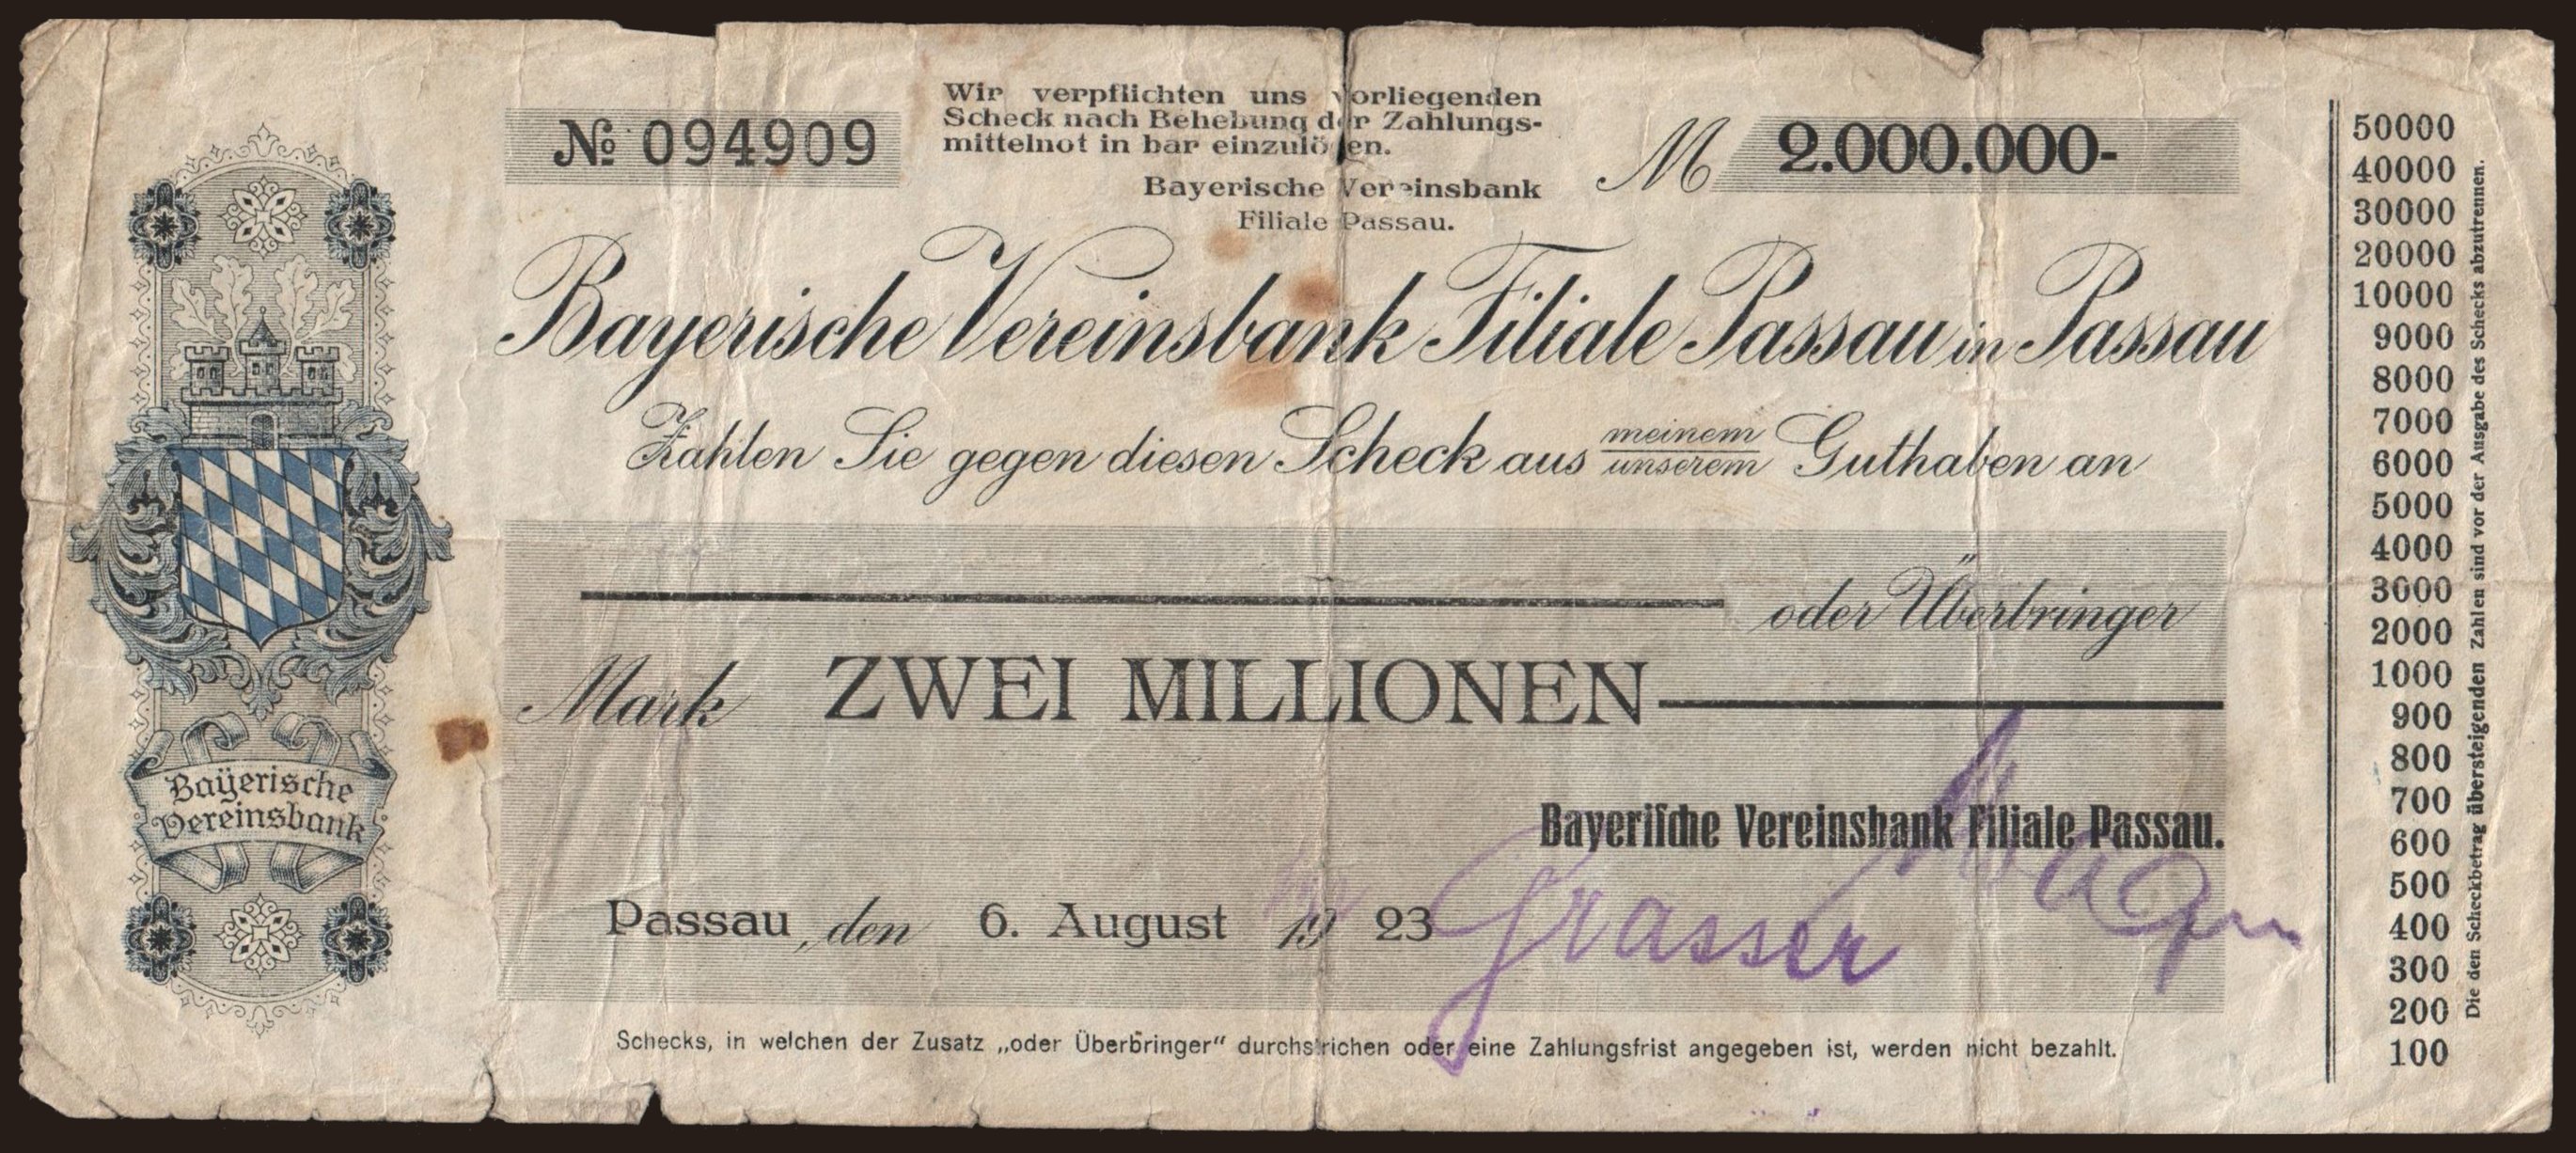 Wir verpflichten uns vorliegenden
Scheck nach Behebung der Zahlungs-
mittelnot in bar einzulösen.
Bayerische Vereinsbank
Filiale Passau.
№ 094909
M 2.000.000-
Bayerische Vereinsbank Filiale Passau in Passau
Zahlen Sie gegen diesen Scheck aus meinem
unserem Guthaben an
oder Überbringer
Mark ZWEI MILLIONEN
Bayerische Vereinsbank Filiale Passau.
Passau, den 6. August 19 23
Grasser
Schecks, in welchen der Zusatz „oder Überbringer“ durchstrichen oder eine Zahlungsfrist angegeben ist, werden nicht bezahlt.
Bayerische
Vereinsbank
50000
40000
30000
20000
10000
9000
8000
7000
6000
5000
4000
3000
2000
1000
900
800
700
600
500
400
300
200
100
Die den Scheckbetrag übersteigenden Zahlen sind vor der Ausgabe des Schecks abzutrennen.